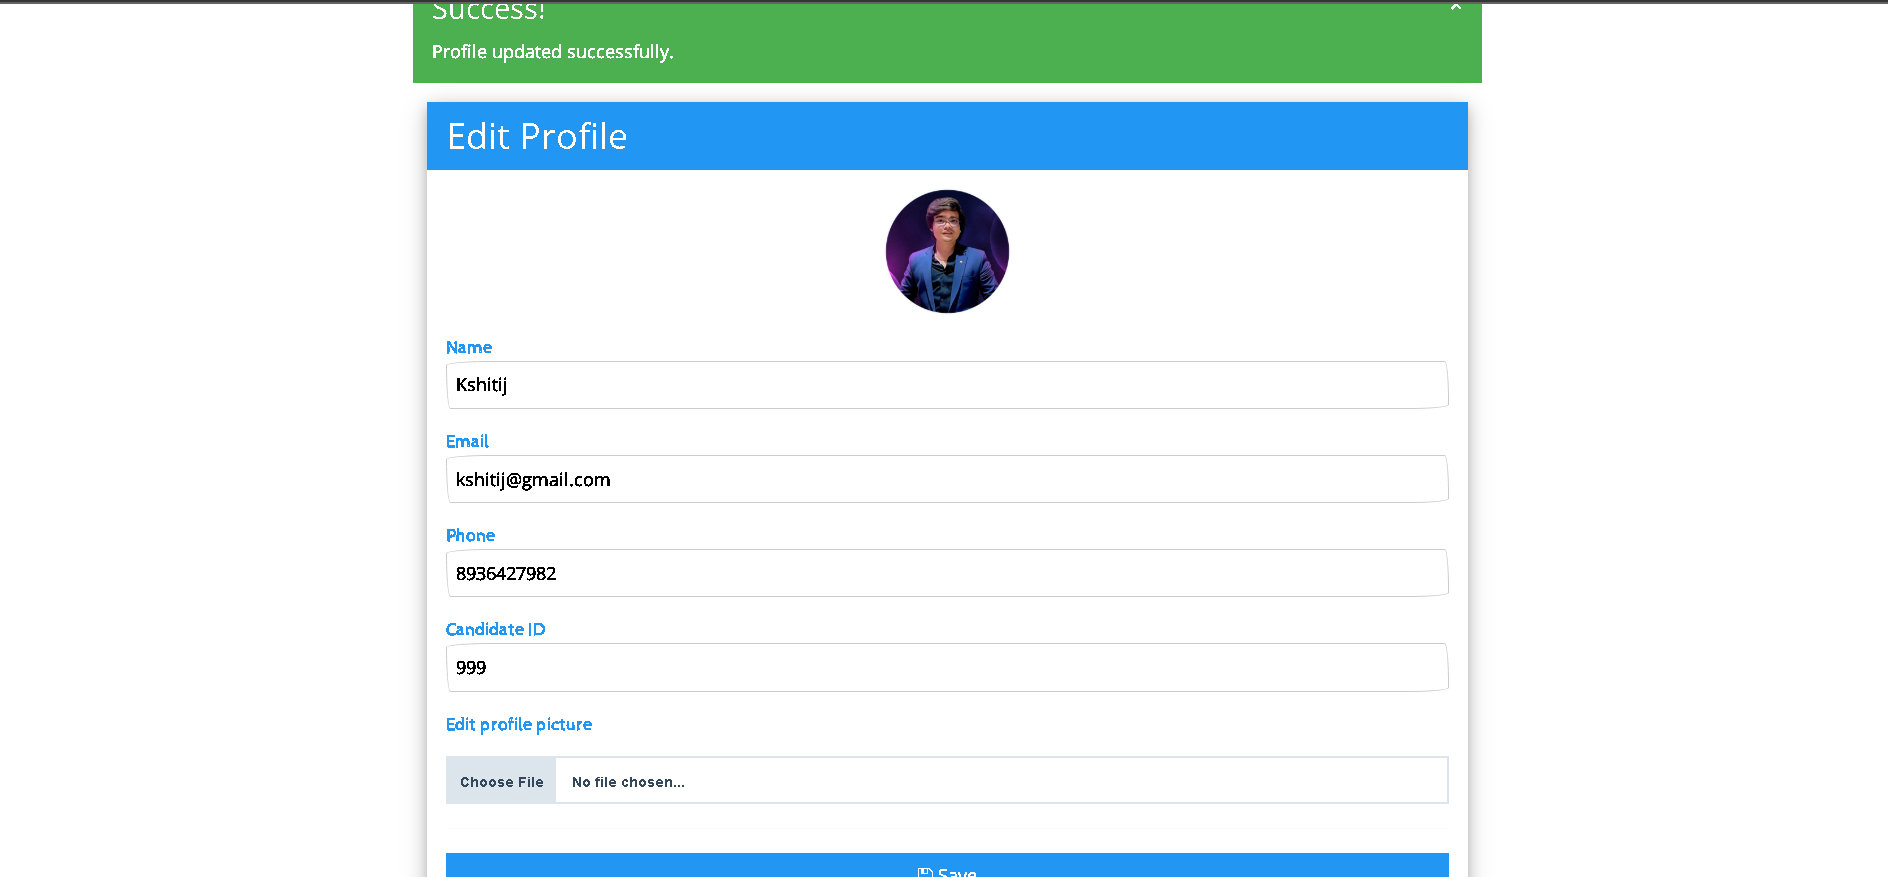 Success!
Profile updated successfully.
Edit Profile
Name
Kshitij
Email
kshitij@gmail.com
Phone
8936427982
Candidate ID
999
Edit profile picture
Choose File No file chosen...
Save